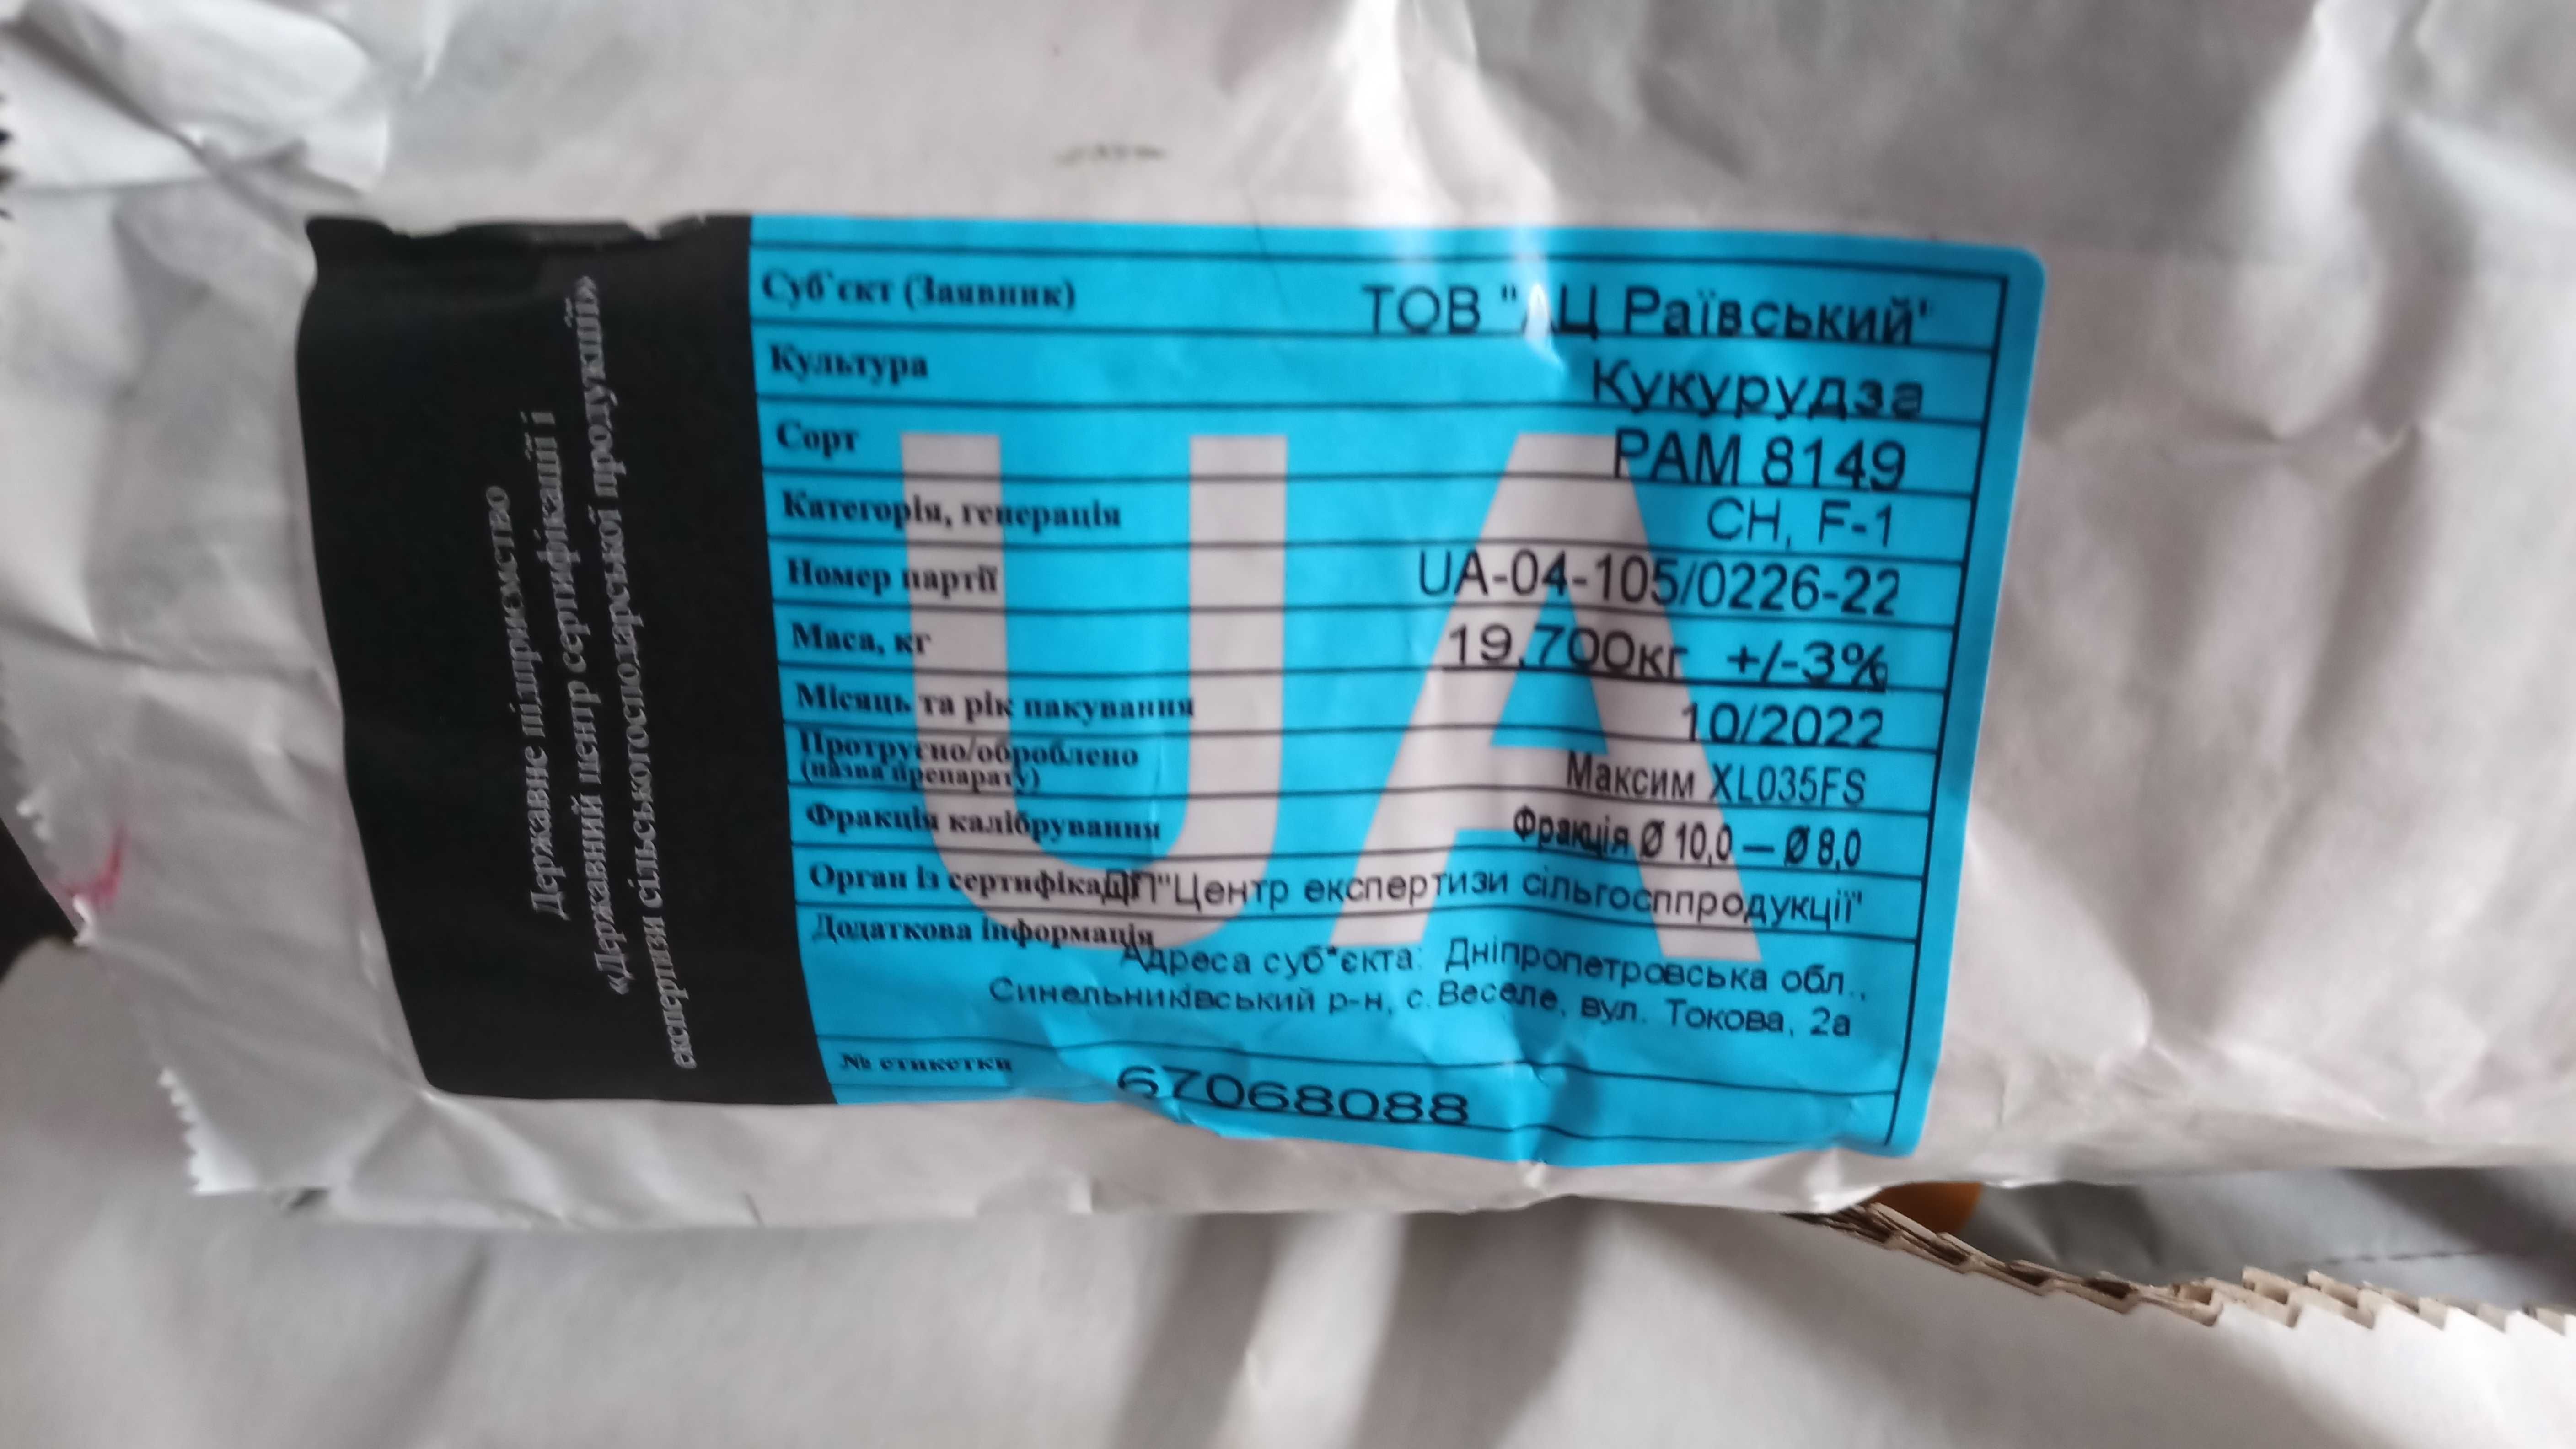 Державне підприємство
«Державний центр сертифікації і
експертизи сільськогосподарської продукції»
Суб'єкт (Заявник) ТОВ "АЦ Раївський"
Культура Кукурудза
Сорт РАМ 8149
Категорія, генерація СН, F-1
Номер партії UA-04-105/0226-22
Маса, кг 19,700кг +/-3%
Місяць та рік пакування 10/2022
Протруєно/оброблено
(назва препарату) Максим XL035FS
Фракція калібрування Фракція Ø 10,0 – Ø 8,0
Орган із сертифікації ДП"Центр експертизи сільгосппродукції"
Додаткова інформація
Адреса суб"єкта: Дніпропетровська обл.,
Синельниківський р-н, с.Веселе, вул. Токова, 2а
№ етикетки 67068088
UA